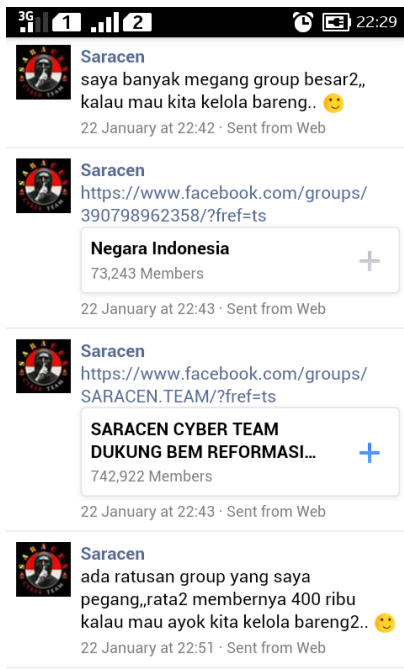 3G 1 2 22:29
Saracen
saya banyak megang group besar2,,
kalau mau kita kelola bareng.. 🙂
22 January at 22:42 · Sent from Web
Saracen
https://www.facebook.com/groups/
390798962358/?fref=ts
Negara Indonesia
73,243 Members
22 January at 22:43 · Sent from Web
Saracen
https://www.facebook.com/groups/
SARACEN.TEAM/?fref=ts
SARACEN CYBER TEAM
DUKUNG BEM REFORMASI...
742,922 Members
22 January at 22:43 · Sent from Web
Saracen
ada ratusan group yang saya
pegang,,rata2 membernya 400 ribu
kalau mau ayok kita kelola bareng2.. 🙂
22 January at 22:51 · Sent from Web